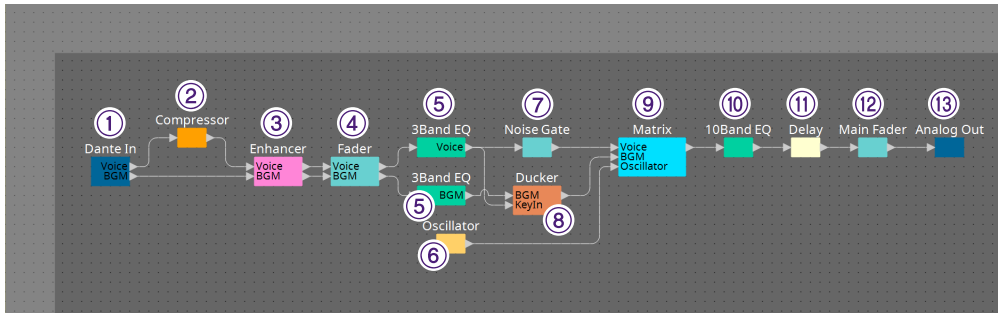 ① ② ③ ④ ⑤ ⑦ ⑨ ⑩ ⑪ ⑫ ⑬
Compressor
Dante In Enhancer Fader 3Band EQ Noise Gate Matrix 10Band EQ Delay Main Fader Analog Out
Voice Voice Voice Voice Voice
BGM BGM BGM BGM
Oscillator
3Band EQ Ducker
BGM BGM
KeyIn
⑤ ⑧
Oscillator
⑥